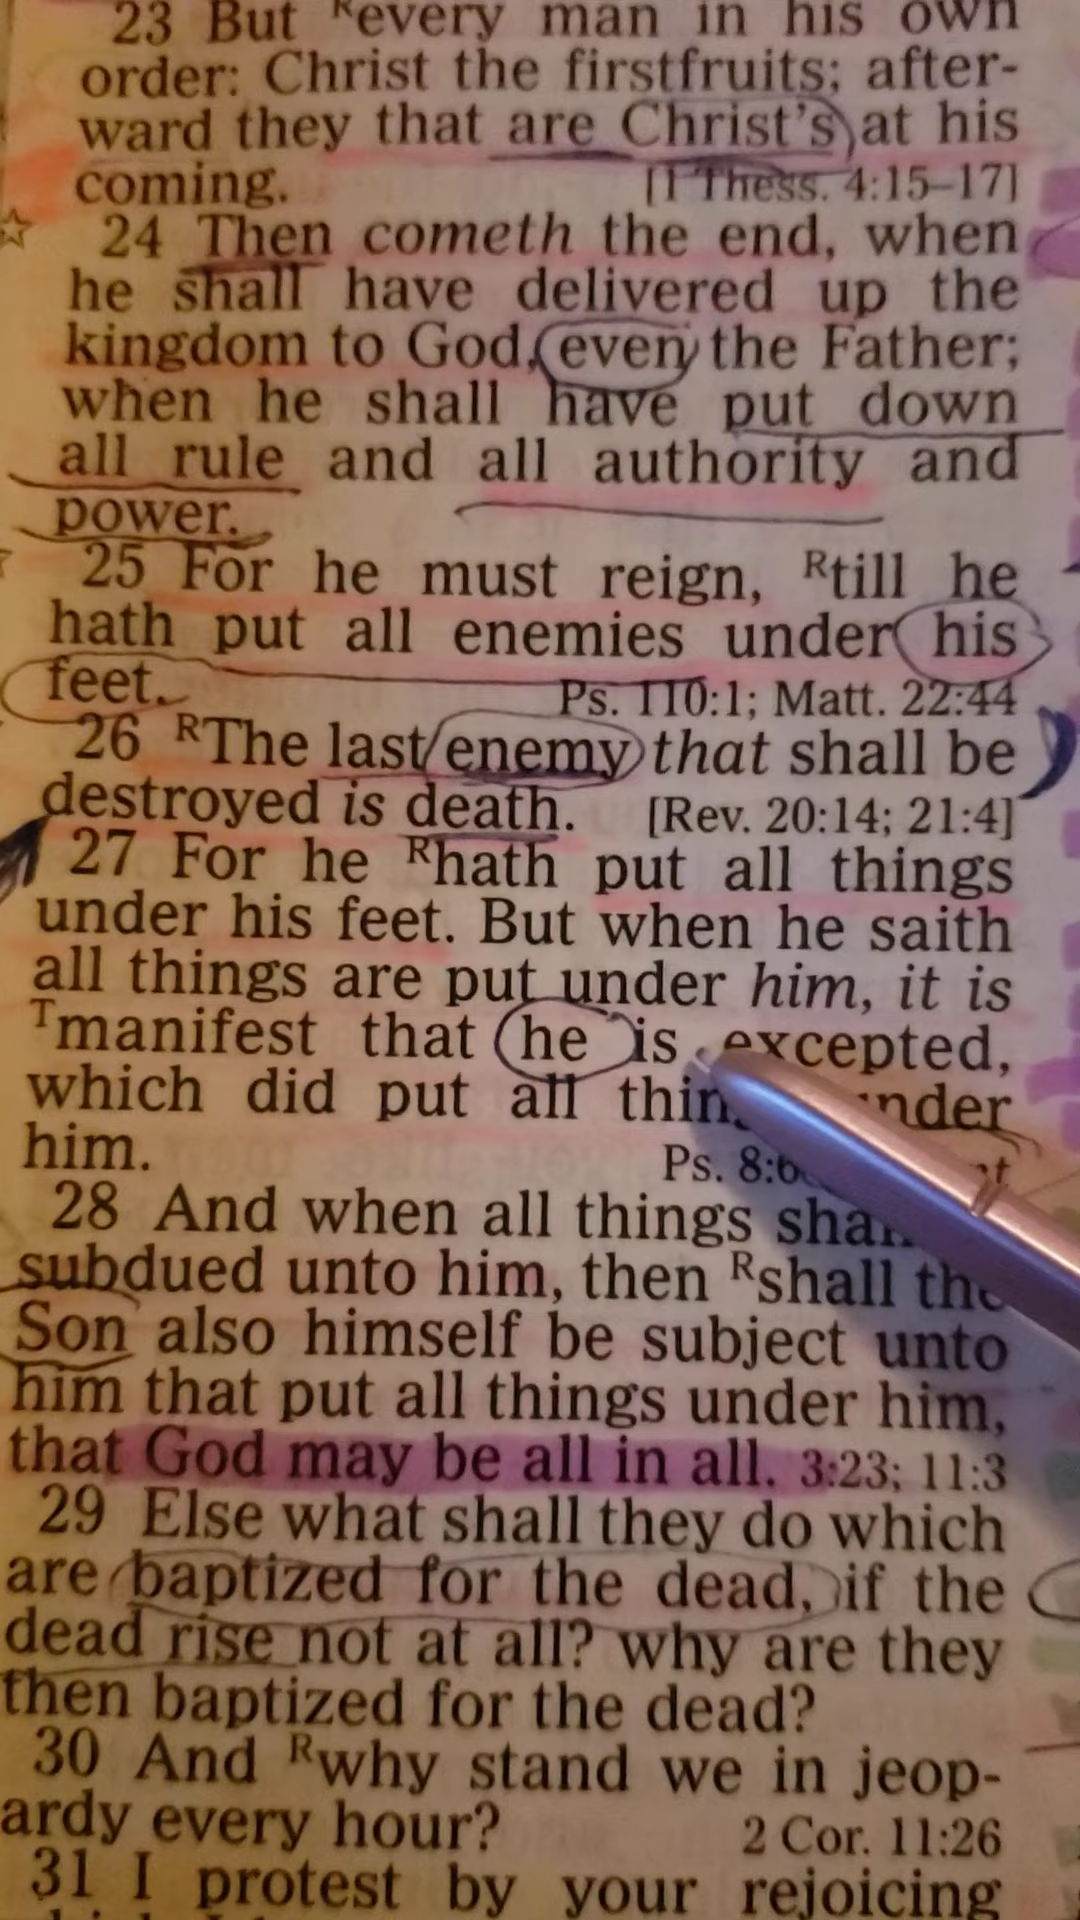 23 But Revery man in his own
order: Christ the firstfruits; after-
ward they that are Christ's at his
coming. [1 Thess. 4:15–17]
24 Then cometh the end, when
he shall have delivered up the
kingdom to God, even the Father;
when he shall have put down
all rule and all authority and
power.
25 For he must reign, Rtill he
hath put all enemies under his
feet. Ps. 110:1; Matt. 22:44
26 RThe last enemy that shall be
destroyed is death. [Rev. 20:14; 21:4]
27 For he Rhath put all things
under his feet. But when he saith
all things are put under him, it is
Tmanifest that he is excepted,
which did put all
him. Ps.
28 And when all things
subdued unto him, then Rshall the
Son also himself be subject unto
him that put all things under him,
that God may be all in all. 3:23; 11:3
29 Else what shall they do which
are baptized for the dead, if the
dead rise not at all? why are they
then baptized for the dead?
30 And Rwhy stand we in jeop-
ardy every hour? 2 Cor. 11:26
31 I protest by your rejoicing